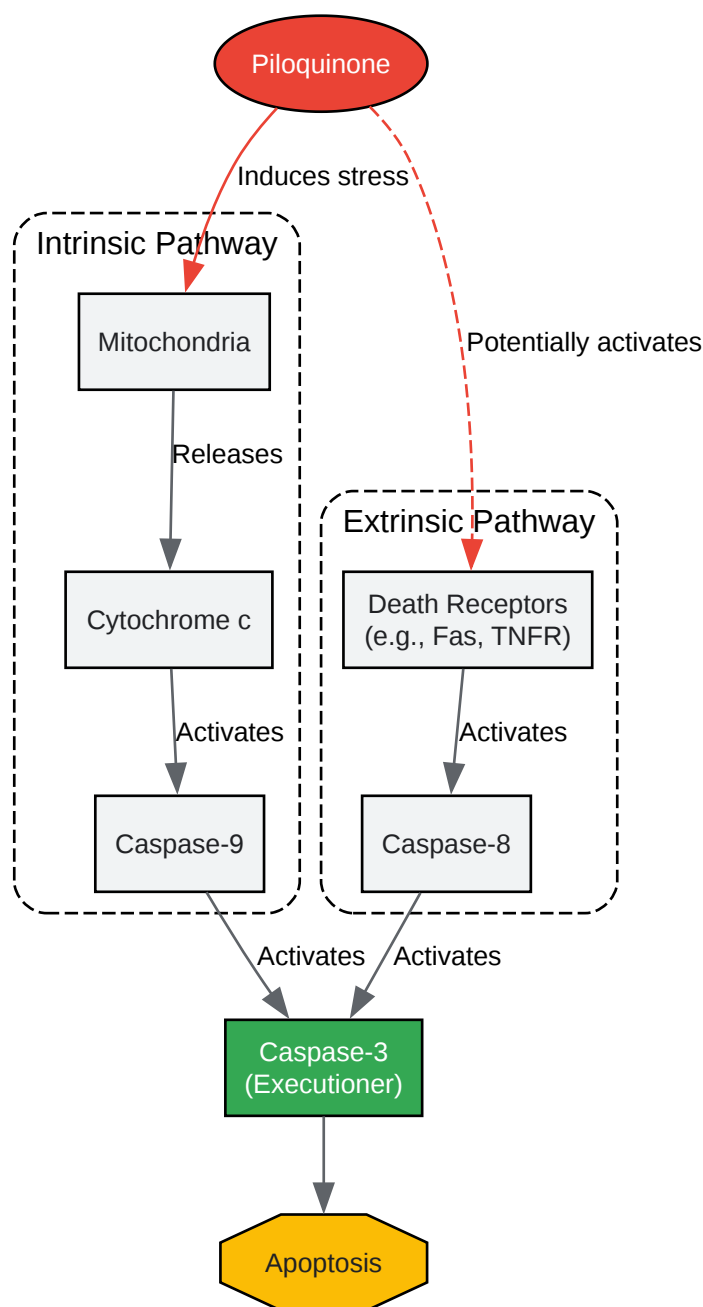 Piloquinone
Induces stress
Intrinsic Pathway
Mitochondria
Potentially activates
Releases
Extrinsic Pathway
Cytochrome c
Death Receptors
(e.g., Fas, TNFR)
Activates
Activates
Caspase-9
Caspase-8
Activates
Activates
Caspase-3
(Executioner)
Apoptosis